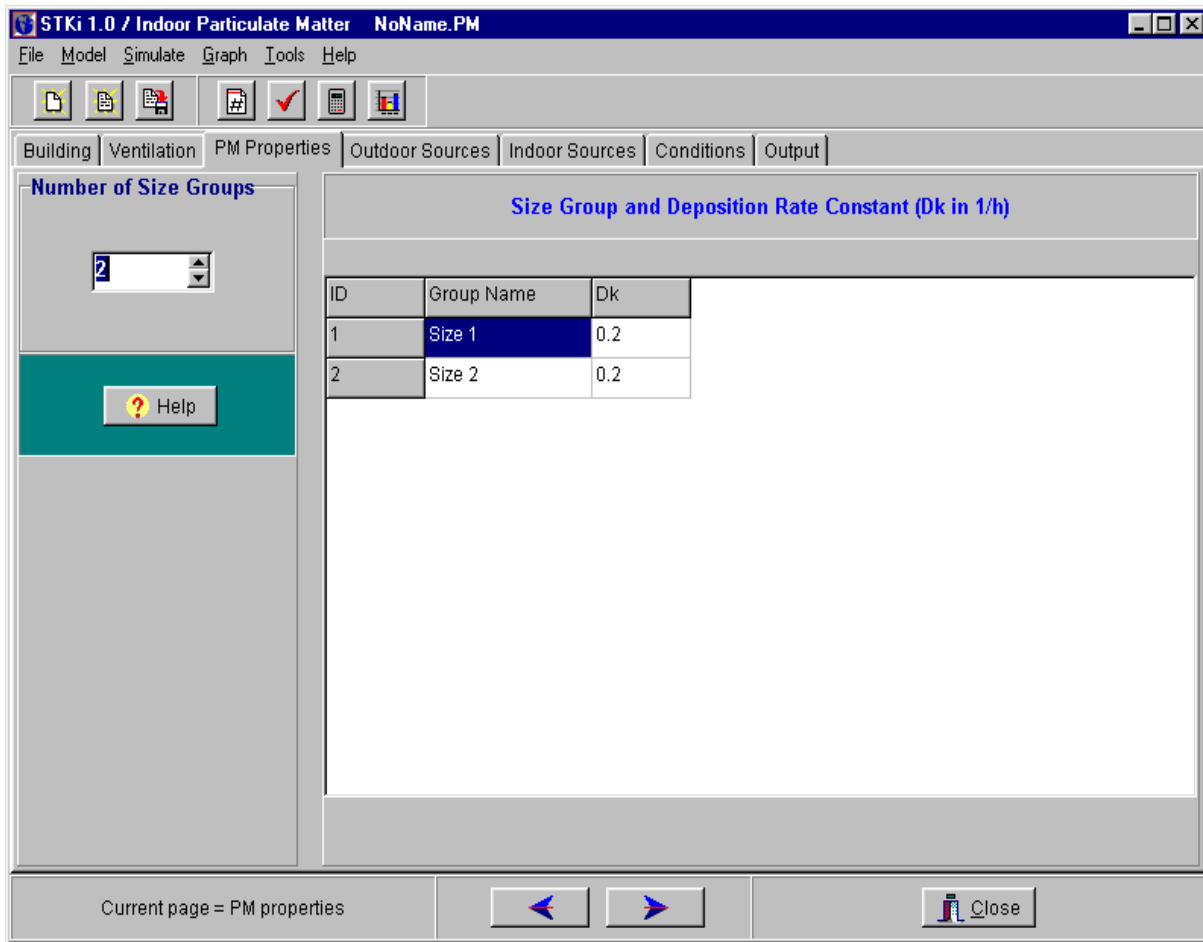 STKi 1.0 / Indoor Particulate Matter NoName.PM
File Model Simulate Graph Tools Help
Building Ventilation PM Properties Outdoor Sources Indoor Sources Conditions Output
Number of Size Groups
2
? Help
Size Group and Deposition Rate Constant (Dk in 1/h)
ID Group Name Dk
1 Size 1 0.2
2 Size 2 0.2
Current page = PM properties
Close